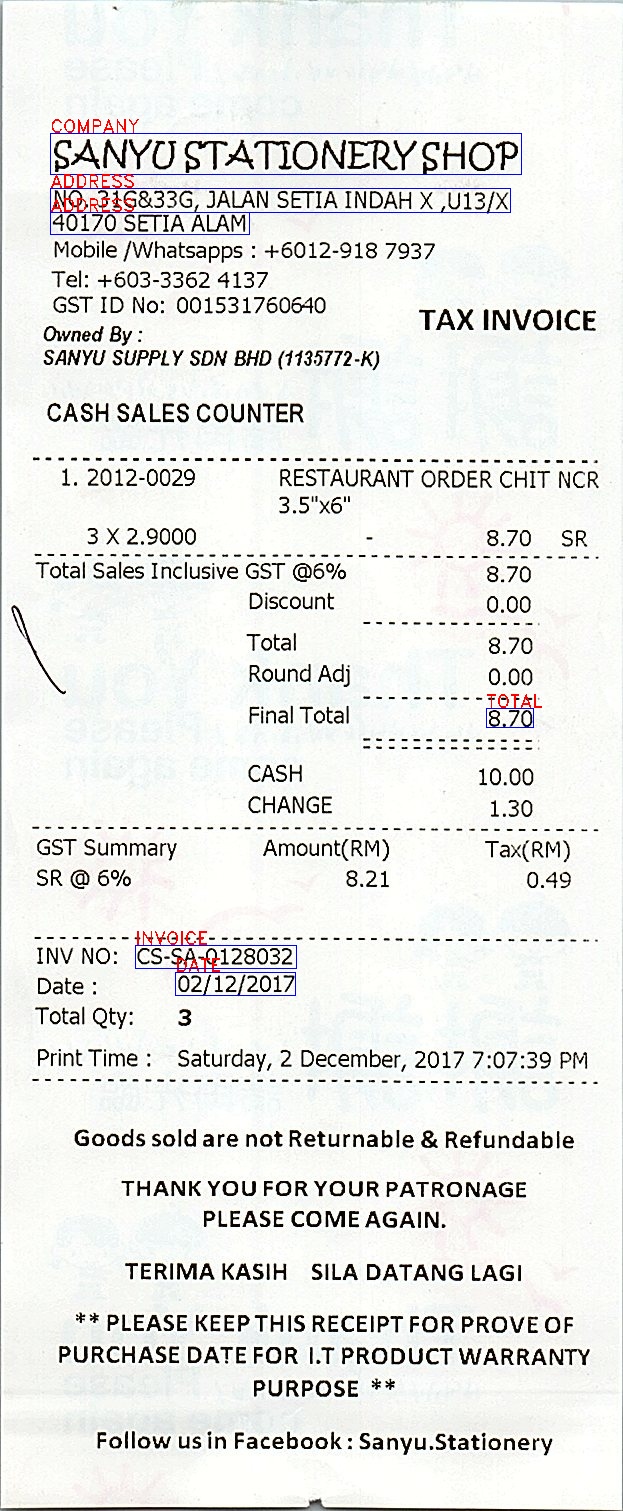 COMPANY
SANYU STATIONERY SHOP
ADDRESS
NO. 31G&33G, JALAN SETIA INDAH X ,U13/X
ADDRESS
40170 SETIA ALAM
Mobile /Whatsapps : +6012-918 7937
Tel: +603-3362 4137
GST ID No: 001531760640
TAX INVOICE
Owned By :
SANYU SUPPLY SDN BHD (1135772-K)
CASH SALES COUNTER
1. 2012-0029 RESTAURANT ORDER CHIT NCR
3.5"x6"
3 X 2.9000 - 8.70 SR
Total Sales Inclusive GST @6% 8.70
Discount 0.00
Total 8.70
Round Adj 0.00
TOTAL
Final Total 8.70
CASH 10.00
CHANGE 1.30
GST Summary Amount(RM) Tax(RM)
SR @ 6% 8.21 0.49
INVOICE
INV NO: CS-SA-0128032
DATE
Date : 02/12/2017
Total Qty: 3
Print Time : Saturday, 2 December, 2017 7:07:39 PM
Goods sold are not Returnable & Refundable
THANK YOU FOR YOUR PATRONAGE
PLEASE COME AGAIN.
TERIMA KASIH SILA DATANG LAGI
** PLEASE KEEP THIS RECEIPT FOR PROVE OF
PURCHASE DATE FOR I.T PRODUCT WARRANTY
PURPOSE **
Follow us in Facebook : Sanyu.Stationery